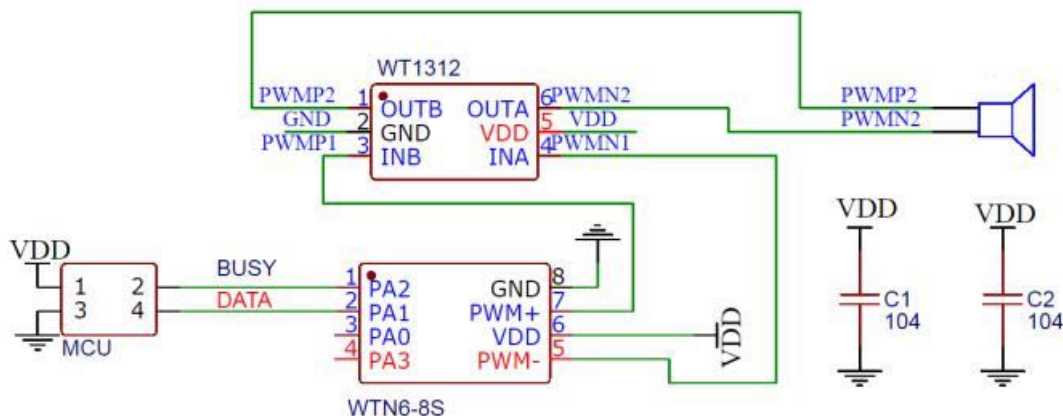 WT1312
PWMP2 1 OUTB OUTA 6 PWMN2
GND 2 GND VDD 5 VDD
PWMP1 3 INB INA 4 PWMN1
PWMP2
PWMN2
VDD
1 2
3 4
MCU
BUSY
DATA
1 PA2 GND 8
2 PA1 PWM+ 7
3 PA0 VDD 6
4 PA3 PWM- 5
WTN6-8S
VDD
VDD
C1
104
VDD
C2
104